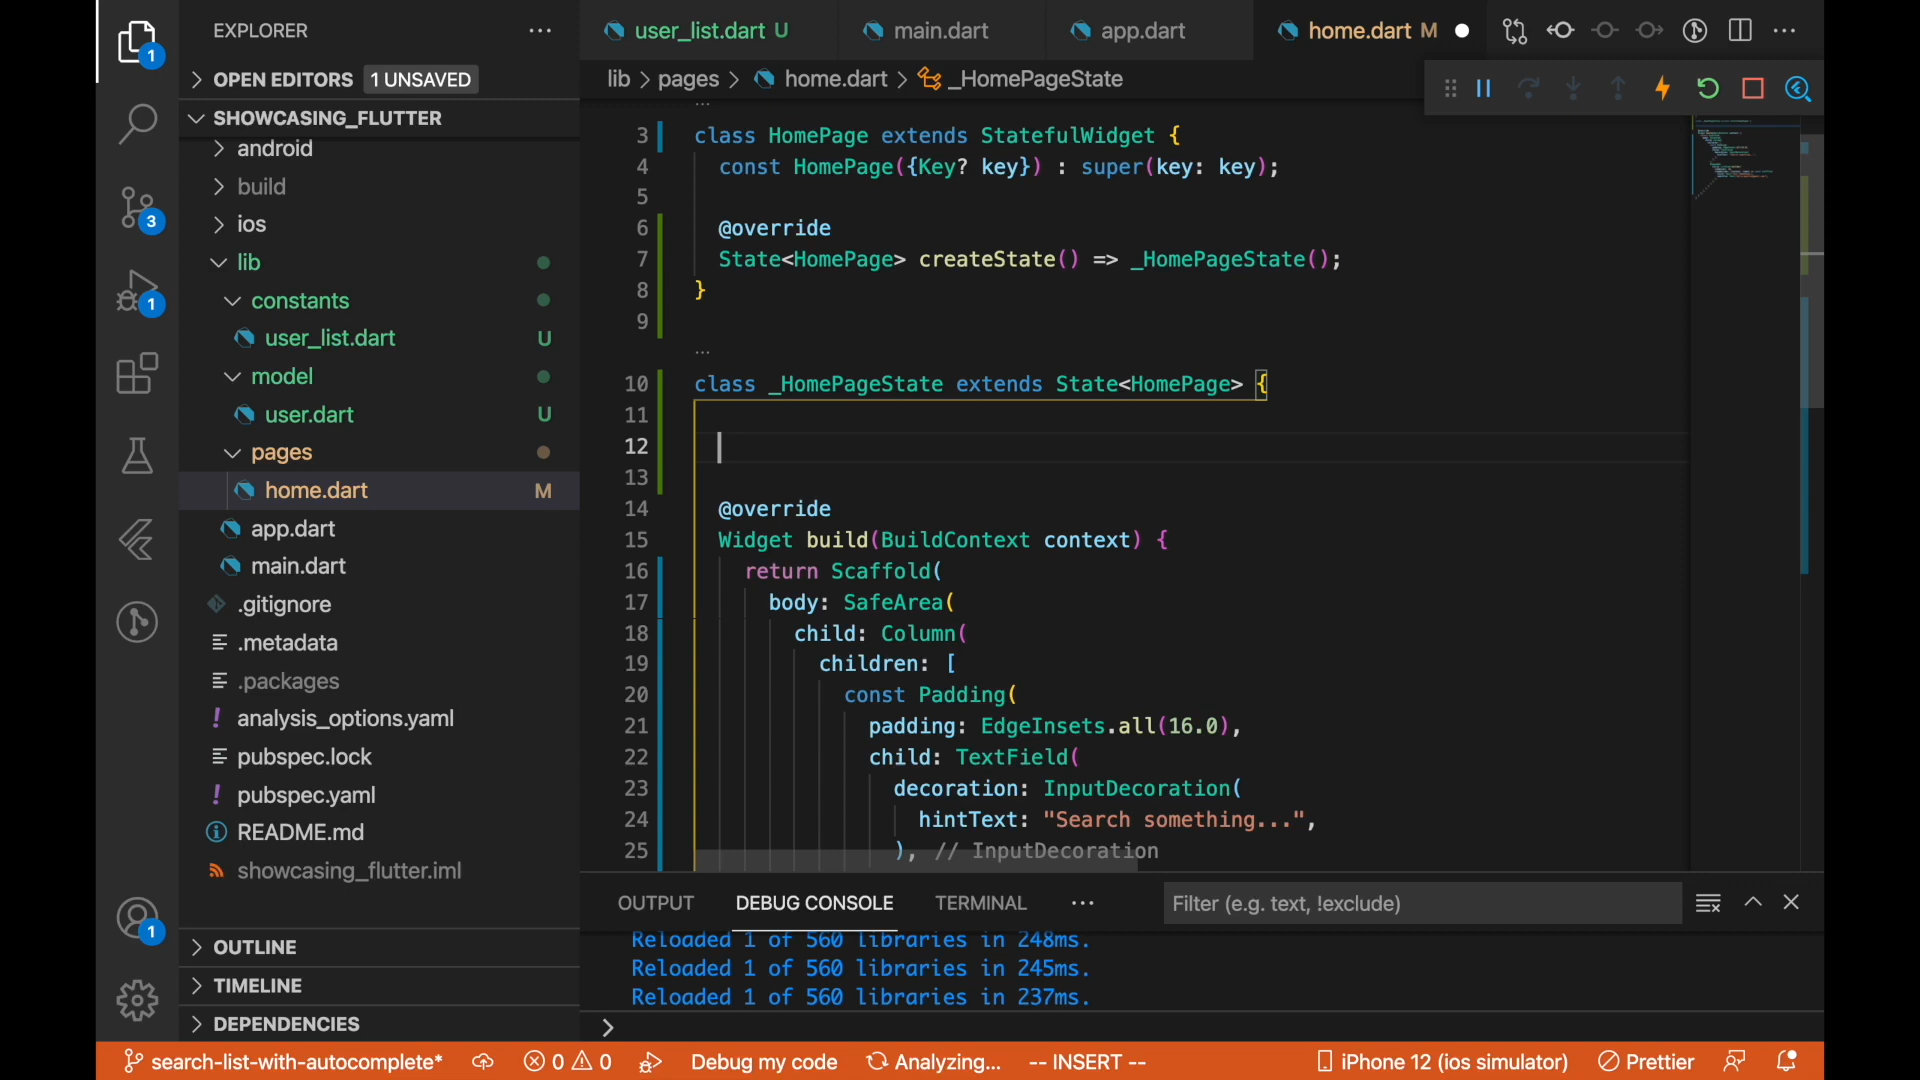 EXPLORER
OPEN EDITORS 1 UNSAVED
SHOWCASING_FLUTTER
android
build
ios
lib
constants
user_list.dart U
model
user.dart U
pages
home.dart M
app.dart
main.dart
.gitignore
.metadata
.packages
analysis_options.yaml
pubspec.lock
pubspec.yaml
README.md
showcasing_flutter.iml
OUTLINE
TIMELINE
DEPENDENCIES
1
3
1
1
user_list.dart U
main.dart
app.dart
home.dart M
lib > pages > home.dart > _HomePageState
3 class HomePage extends StatefulWidget {
4 const HomePage({Key? key}) : super(key: key);
5
6 @override
7 State<HomePage> createState() => _HomePageState();
8 }
9
10 class _HomePageState extends State<HomePage> {
11
12
13
14 @override
15 Widget build(BuildContext context) {
16 return Scaffold(
17 body: SafeArea(
18 child: Column(
19 children: [
20 const Padding(
21 padding: EdgeInsets.all(16.0),
22 child: TextField(
23 decoration: InputDecoration(
24 hintText: "Search something...",
25 ), // InputDecoration
OUTPUT DEBUG CONSOLE TERMINAL
Filter (e.g. text, !exclude)
Reloaded 1 of 560 libraries in 248ms.
Reloaded 1 of 560 libraries in 245ms.
Reloaded 1 of 560 libraries in 237ms.
>
search-list-with-autocomplete* 0 0 Debug my code Analyzing... -- INSERT -- iPhone 12 (ios simulator) Prettier